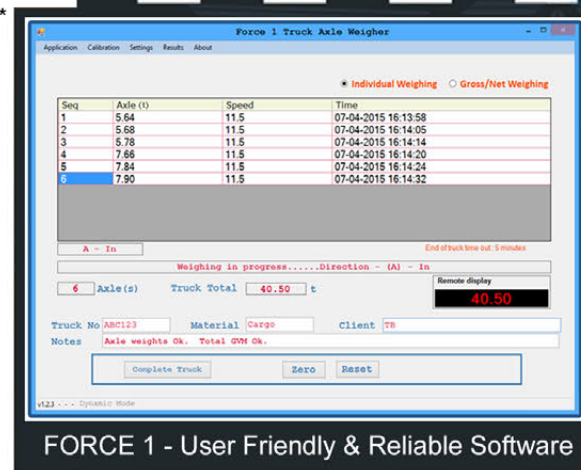 *
Force 1 Truck Axle Weigher
Application Calibration Settings Results About
Individual Weighing Gross/Net Weighing
Seq Axle (t) Speed Time
1 5.64 11.5 07-04-2015 16:13:58
2 5.68 11.5 07-04-2015 16:14:05
3 5.78 11.5 07-04-2015 16:14:14
4 7.66 11.5 07-04-2015 16:14:20
5 7.84 11.5 07-04-2015 16:14:24
6 7.90 11.5 07-04-2015 16:14:32
A - In End of truck time out: 5 minutes
Weighing in progress......Direction - (A) - In
6 Axle(s) Truck Total 40.50 t Remote display
40.50
Truck No ABC123 Material Cargo Client TB
Notes Axle weights Ok. Total GVM Ok.
Complete Truck Zero Reset
v1.2.3 - - - Dynamic Mode
FORCE 1 - User Friendly & Reliable Software